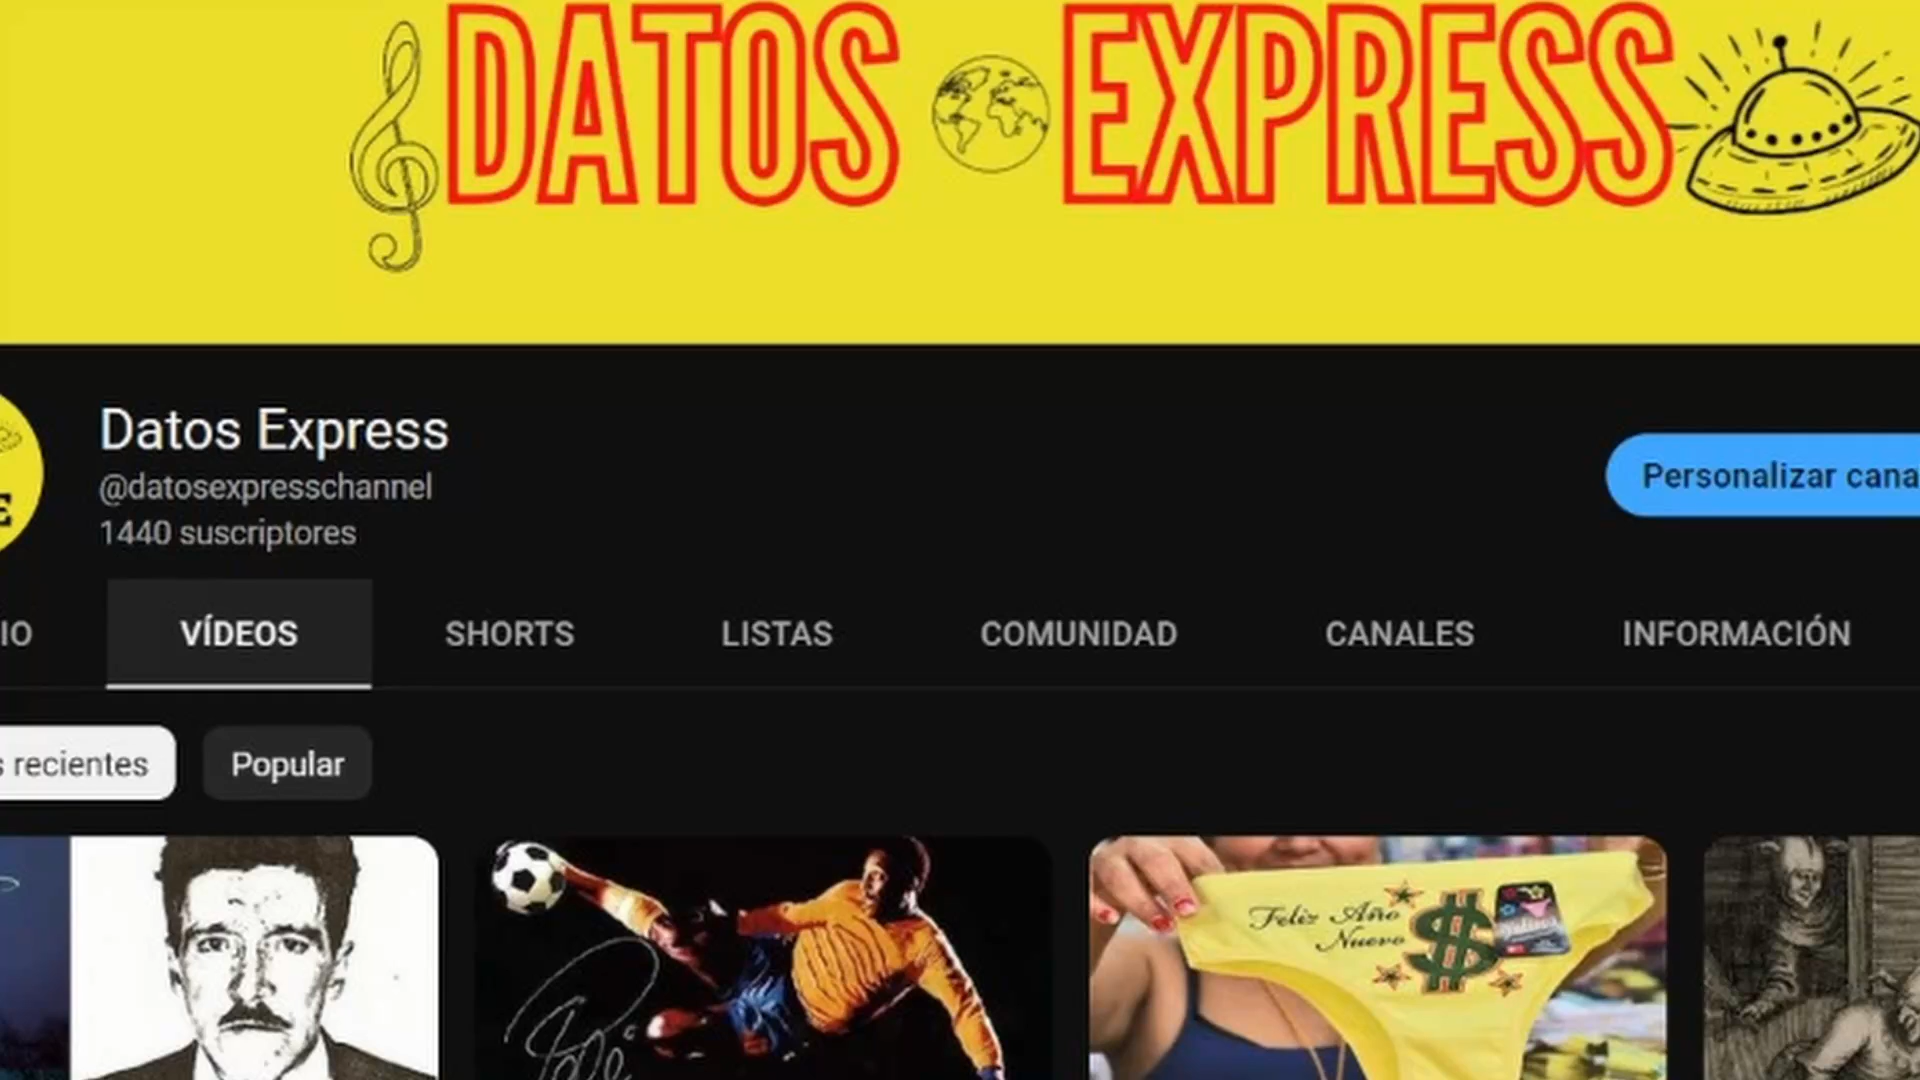 DATOS EXPRESS
Datos Express
@datosexpresschannel
1440 suscriptores
Personalizar cana
IO
VÍDEOS
SHORTS
LISTAS
COMUNIDAD
CANALES
INFORMACIÓN
s recientes
Popular
E
Feliz Año
Nuevo
$
Pelé